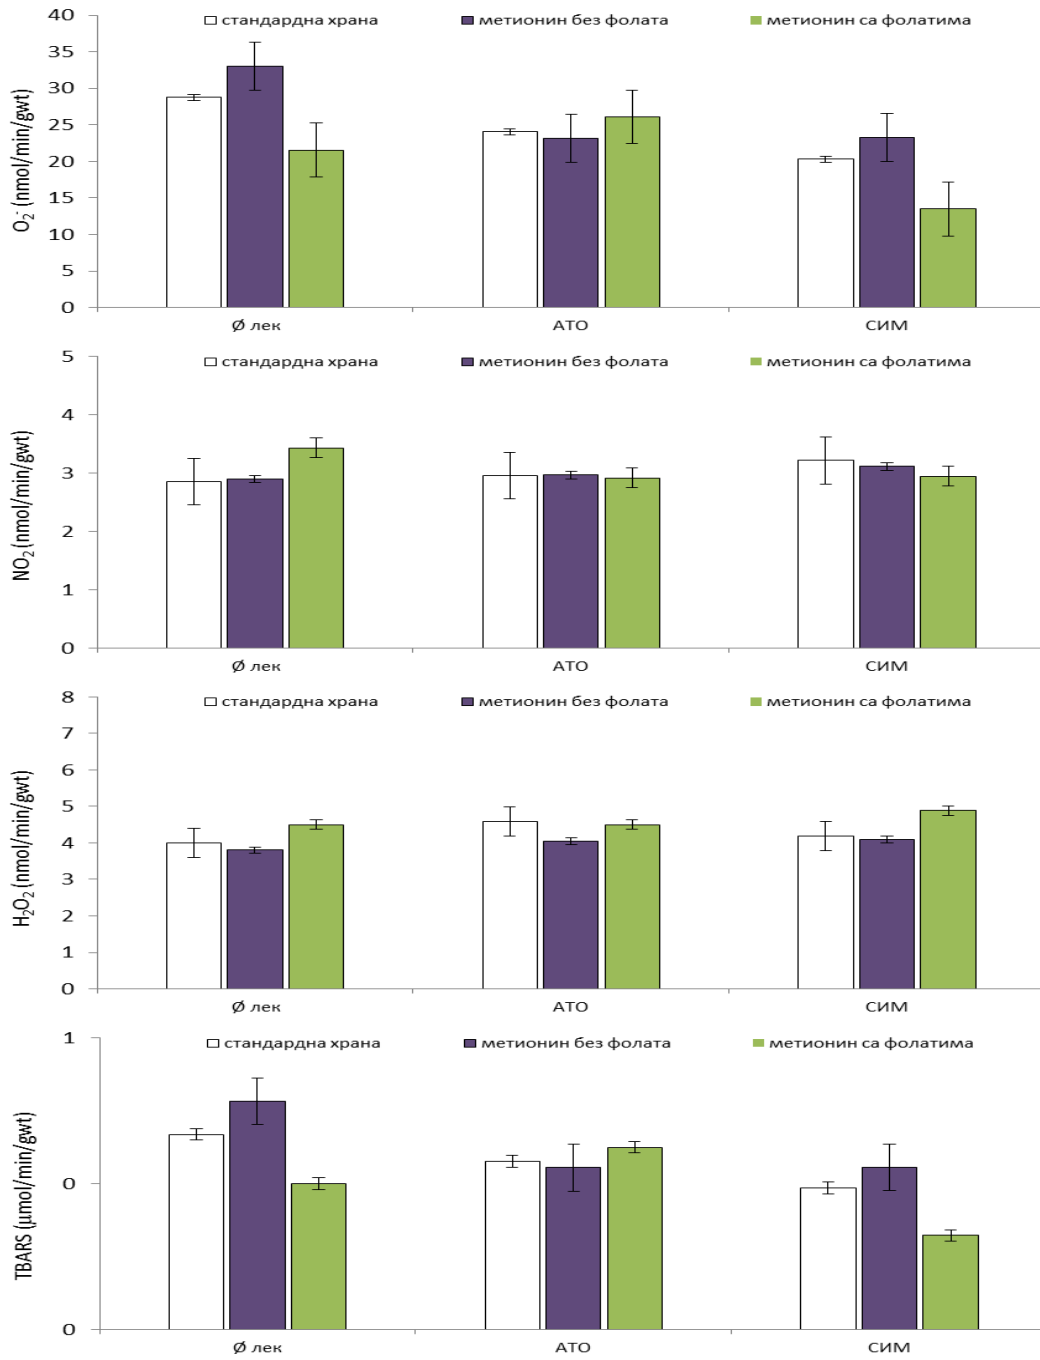 стандардна храна метионин без фолата метионин са фолатима
40
35
30
25
20
15
10
5
0
O₂⁻ (nmol/min/gwt)
Ø лек АТО СИМ
стандардна храна метионин без фолата метионин са фолатима
5
4
3
2
1
0
NO₂ (nmol/min/gwt)
Ø лек АТО СИМ
стандардна храна метионин без фолата метионин са фолатима
8
7
6
5
4
3
2
1
0
H₂O₂ (nmol/min/gwt)
Ø лек АТО СИМ
стандардна храна метионин без фолата метионин са фолатима
1
0
0
TBARS (µmol/min/gwt)
Ø лек АТО СИМ